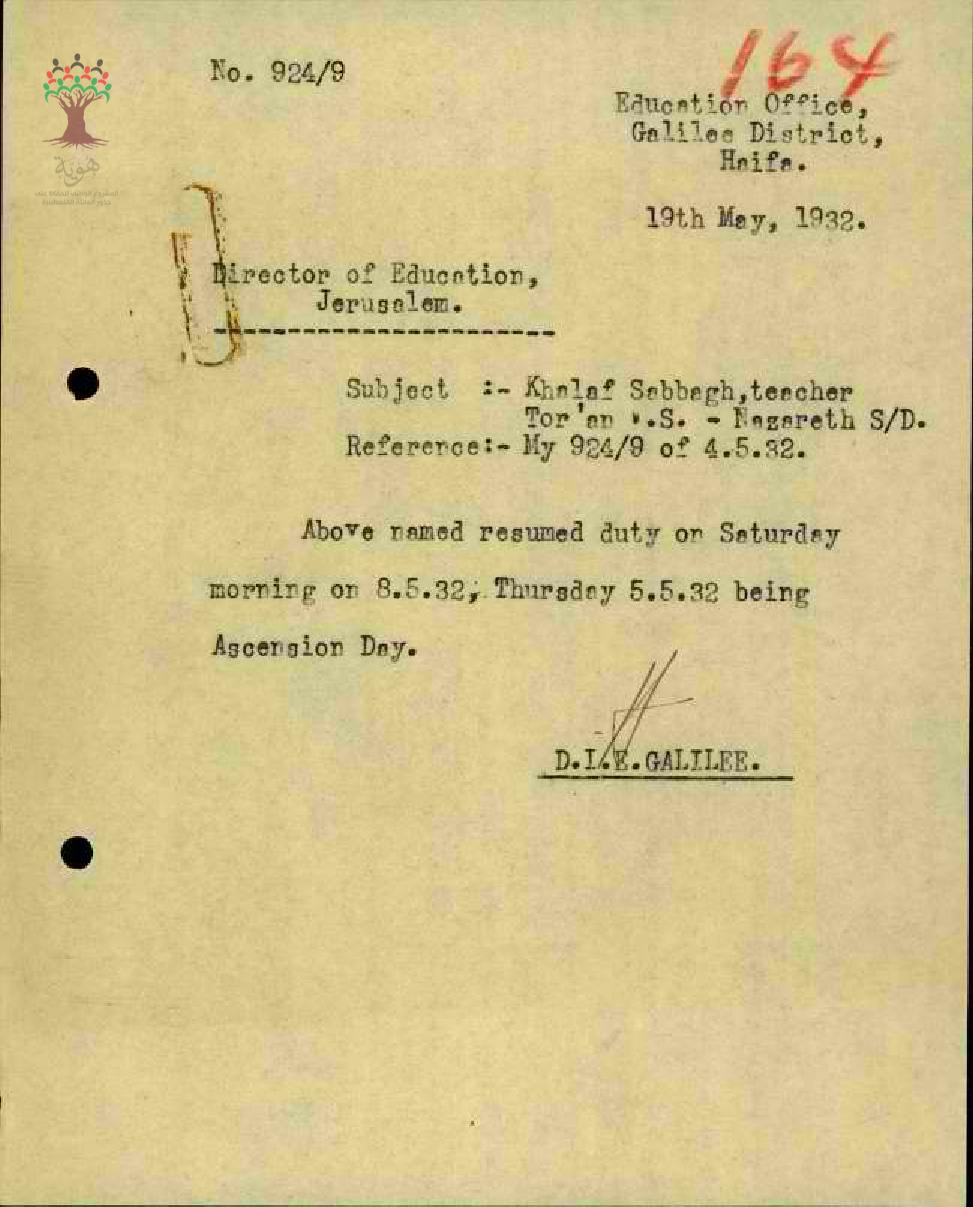 164
No. 924/9
Education Office,
Galilee District,
Haifa.
19th May, 1932.
Director of Education,
Jerusalem.
Subject :- Khalaf Sabbagh,teacher
Tor'an .S. - Nazareth S/D.
Reference:- My 924/9 of 4.5.32.
Above named resumed duty on Saturday
morning on 8.5.32; Thursday 5.5.32 being
Ascension Day.
D.I.E.GALILEE.
هوية